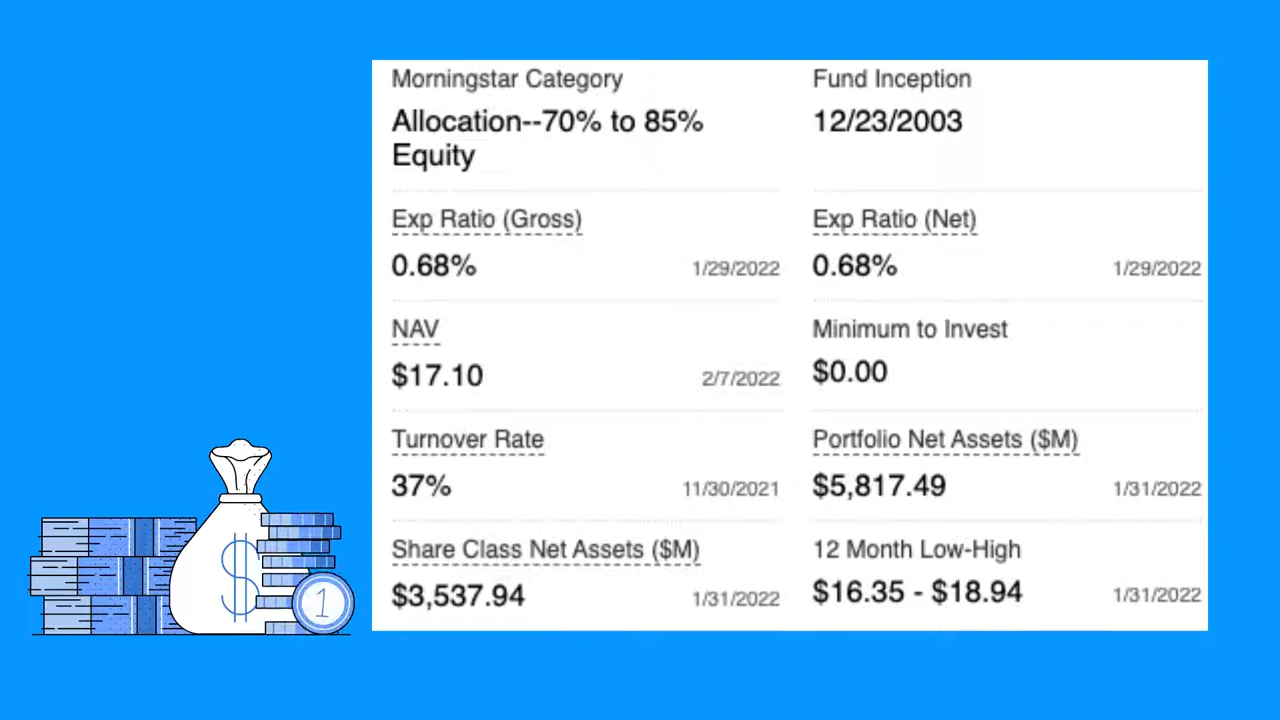 Morningstar Category
Allocation--70% to 85%
Equity
Fund Inception
12/23/2003
Exp Ratio (Gross)
0.68% 1/29/2022
Exp Ratio (Net)
0.68% 1/29/2022
NAV
$17.10 2/7/2022
Minimum to Invest
$0.00
Turnover Rate
37% 11/30/2021
Portfolio Net Assets ($M)
$5,817.49 1/31/2022
Share Class Net Assets ($M)
$3,537.94 1/31/2022
12 Month Low-High
$16.35 - $18.94 1/31/2022
$
1